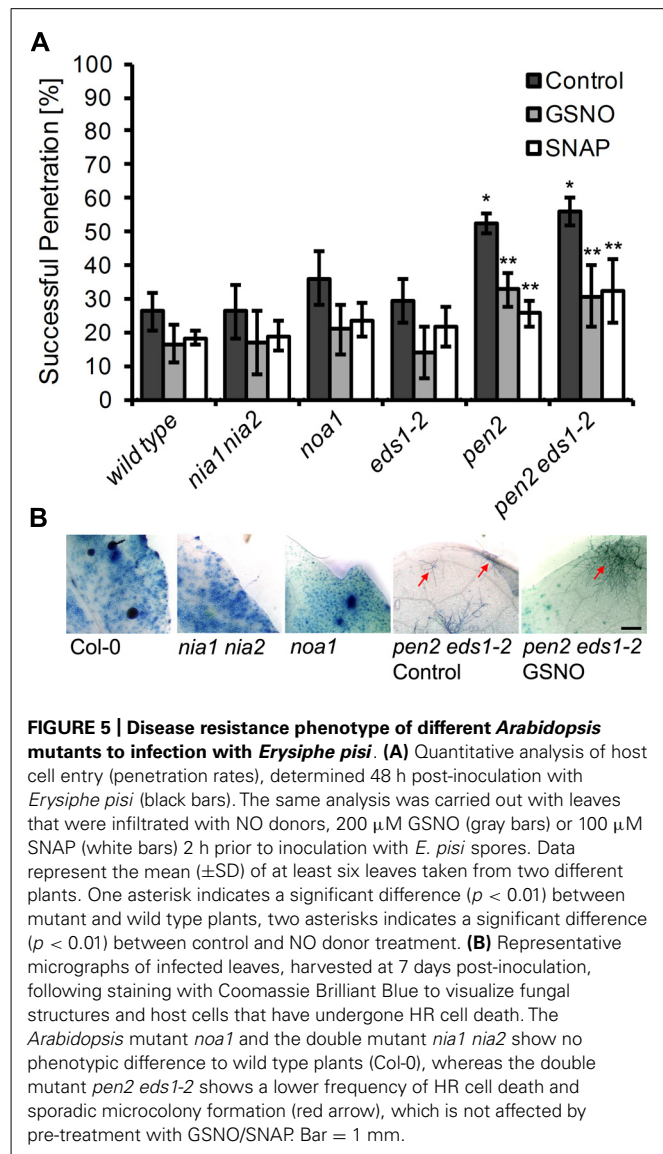 A
100
90
80
70
60
50
40
30
20
10
0
Successful Penetration [%]
Control
GSNO
SNAP
*
**
**
*
**
**
wild type
nia1 nia2
noa1
eds1-2
pen2
pen2 eds1-2
B
Col-0
nia1 nia2
noa1
pen2 eds1-2
Control
pen2 eds1-2
GSNO
FIGURE 5 | Disease resistance phenotype of different Arabidopsis
mutants to infection with Erysiphe pisi. (A) Quantitative analysis of host
cell entry (penetration rates), determined 48 h post-inoculation with
Erysiphe pisi (black bars). The same analysis was carried out with leaves
that were infiltrated with NO donors, 200 μM GSNO (gray bars) or 100 μM
SNAP (white bars) 2 h prior to inoculation with E. pisi spores. Data
represent the mean (±SD) of at least six leaves taken from two different
plants. One asterisk indicates a significant difference (p < 0.01) between
mutant and wild type plants, two asterisks indicates a significant difference
(p < 0.01) between control and NO donor treatment. (B) Representative
micrographs of infected leaves, harvested at 7 days post-inoculation,
following staining with Coomassie Brilliant Blue to visualize fungal
structures and host cells that have undergone HR cell death. The
Arabidopsis mutant noa1 and the double mutant nia1 nia2 show no
phenotypic difference to wild type plants (Col-0), whereas the double
mutant pen2 eds1-2 shows a lower frequency of HR cell death and
sporadic microcolony formation (red arrow), which is not affected by
pre-treatment with GSNO/SNAP. Bar = 1 mm.